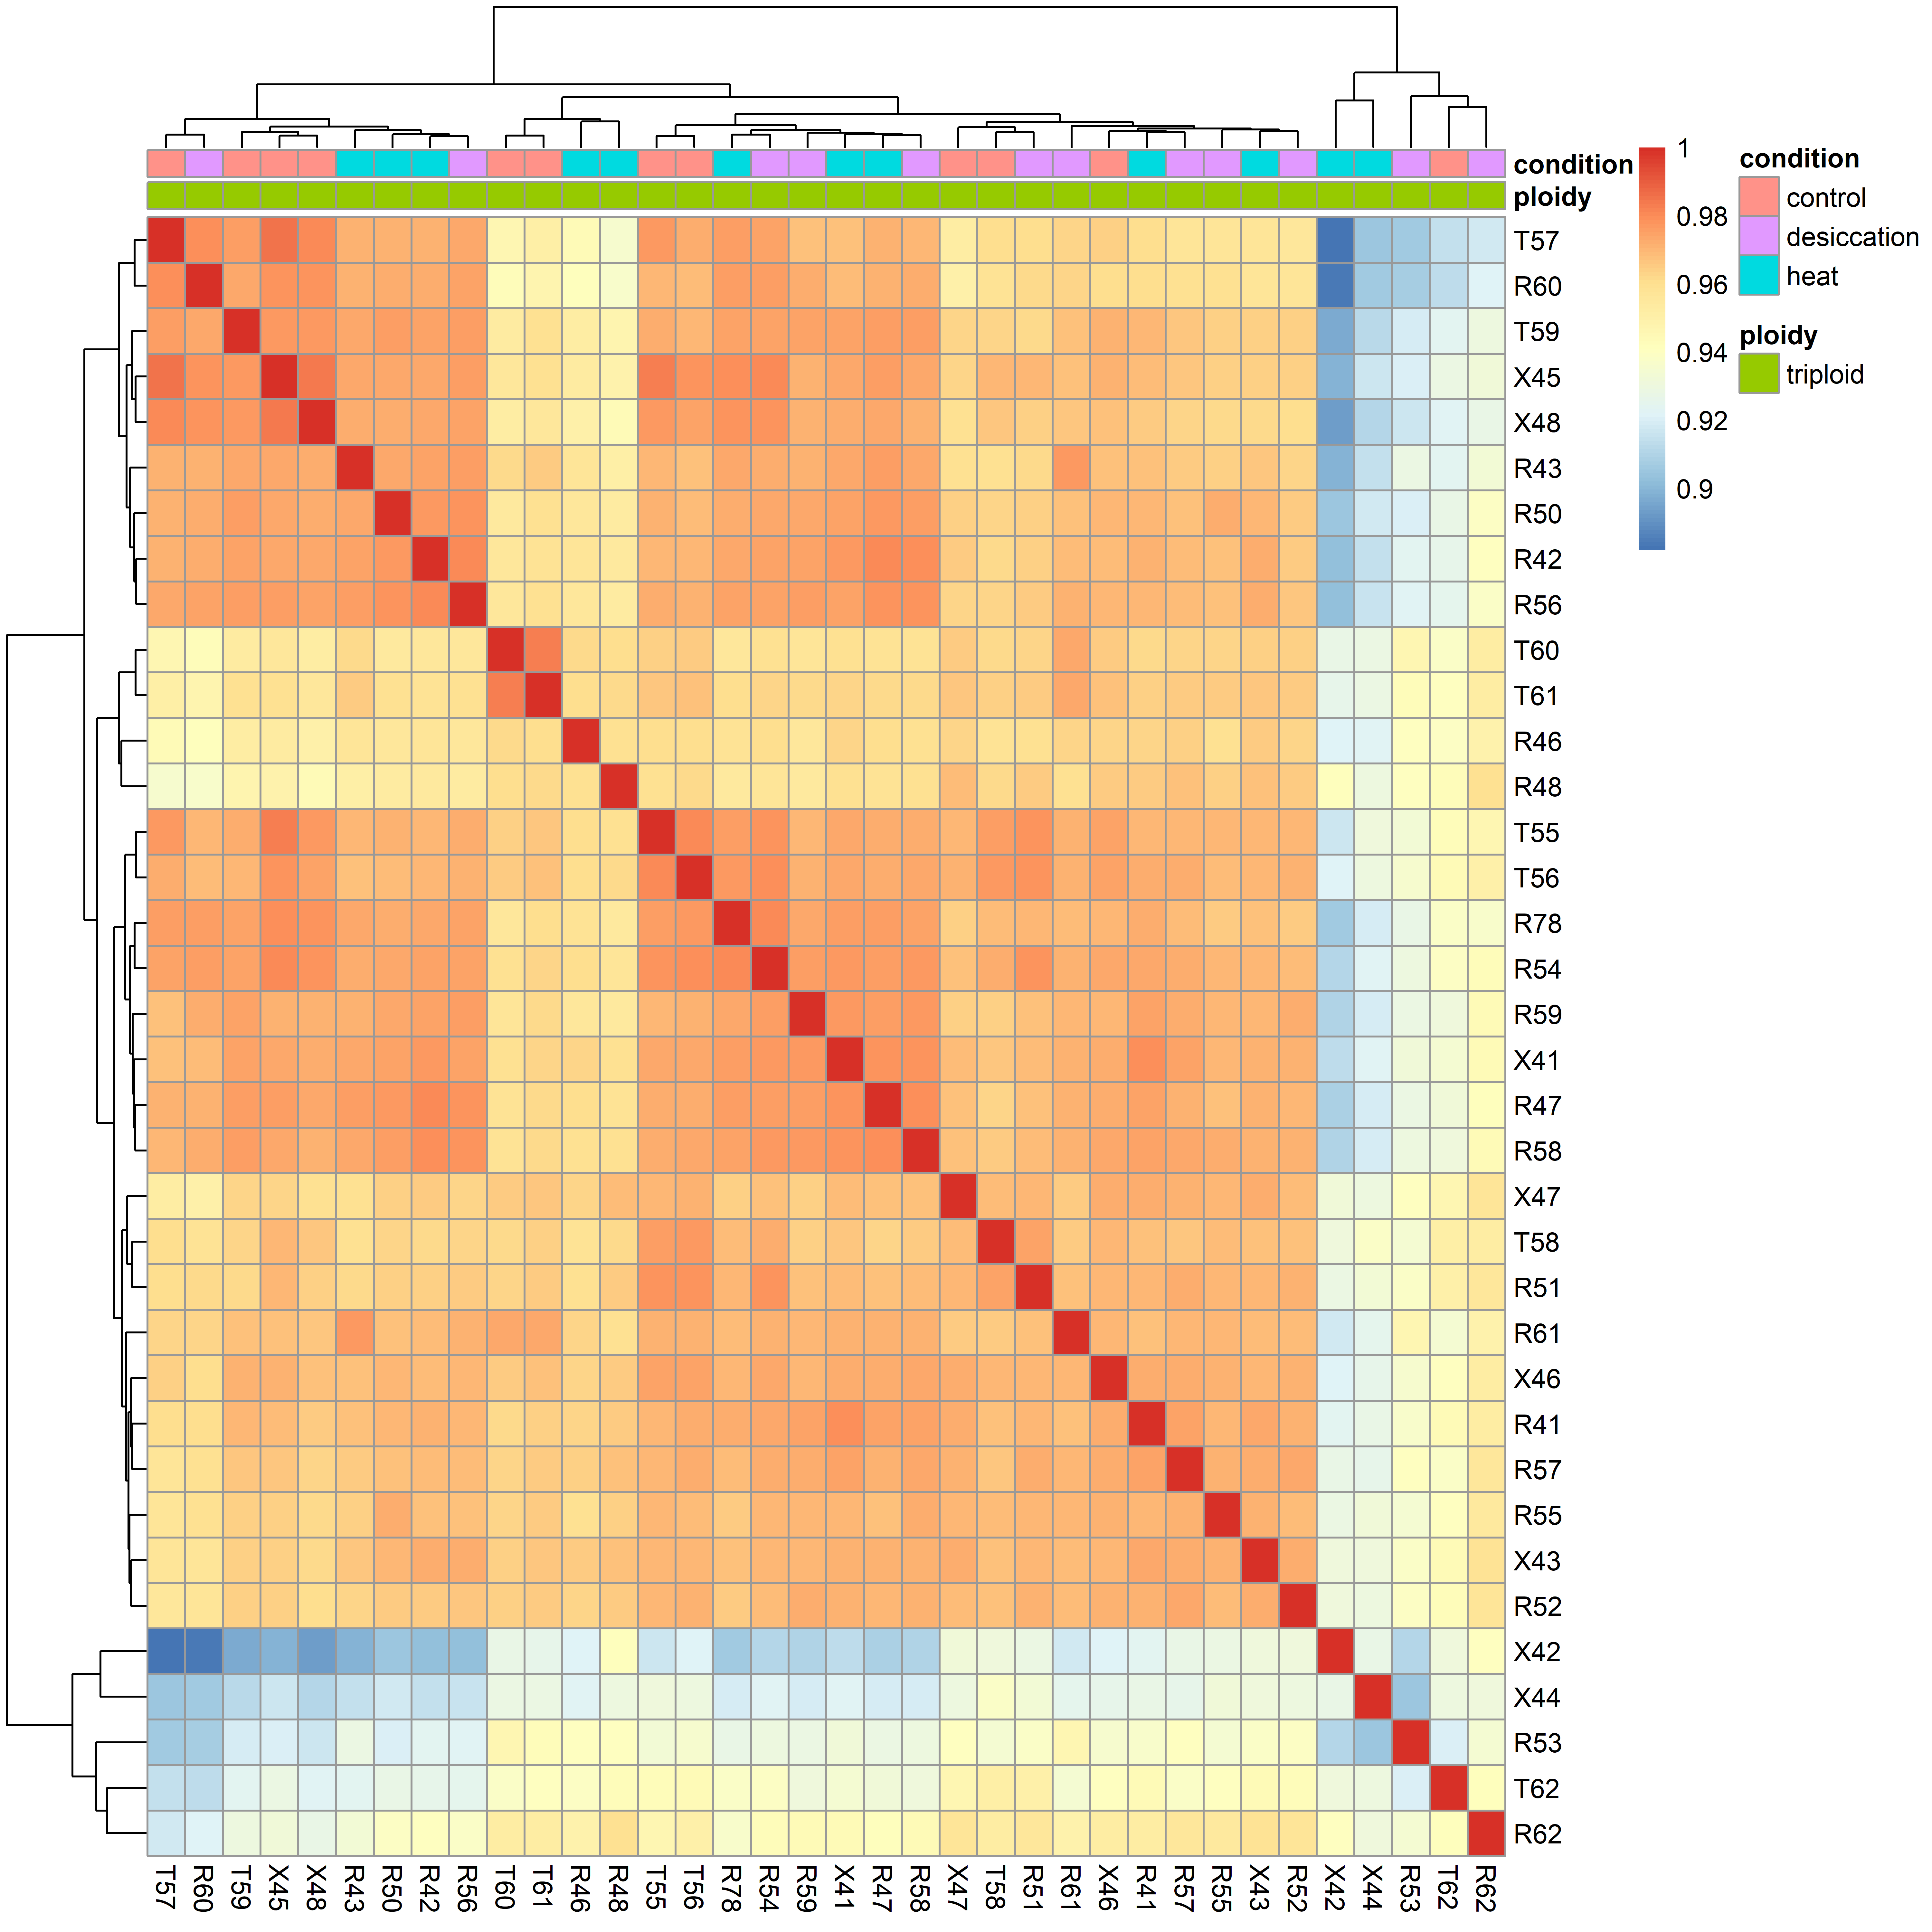 condition
ploidy
1
0.98
0.96
0.94
0.92
0.9
condition
control
desiccation
heat
ploidy
triploid
T57
R60
T59
X45
X48
R43
R50
R42
R56
T60
T61
R46
R48
T55
T56
R78
R54
R59
X41
R47
R58
X47
T58
R51
R61
X46
R41
R57
R55
X43
R52
X42
X44
R53
T62
R62
T57 R60 T59 X45 X48 R43 R50 R42 R56 T60 T61 R46 R48 T55 T56 R78 R54 R59 X41 R47 R58 X47 T58 R51 R61 X46 R41 R57 R55 X43 R52 X42 X44 R53 T62 R62